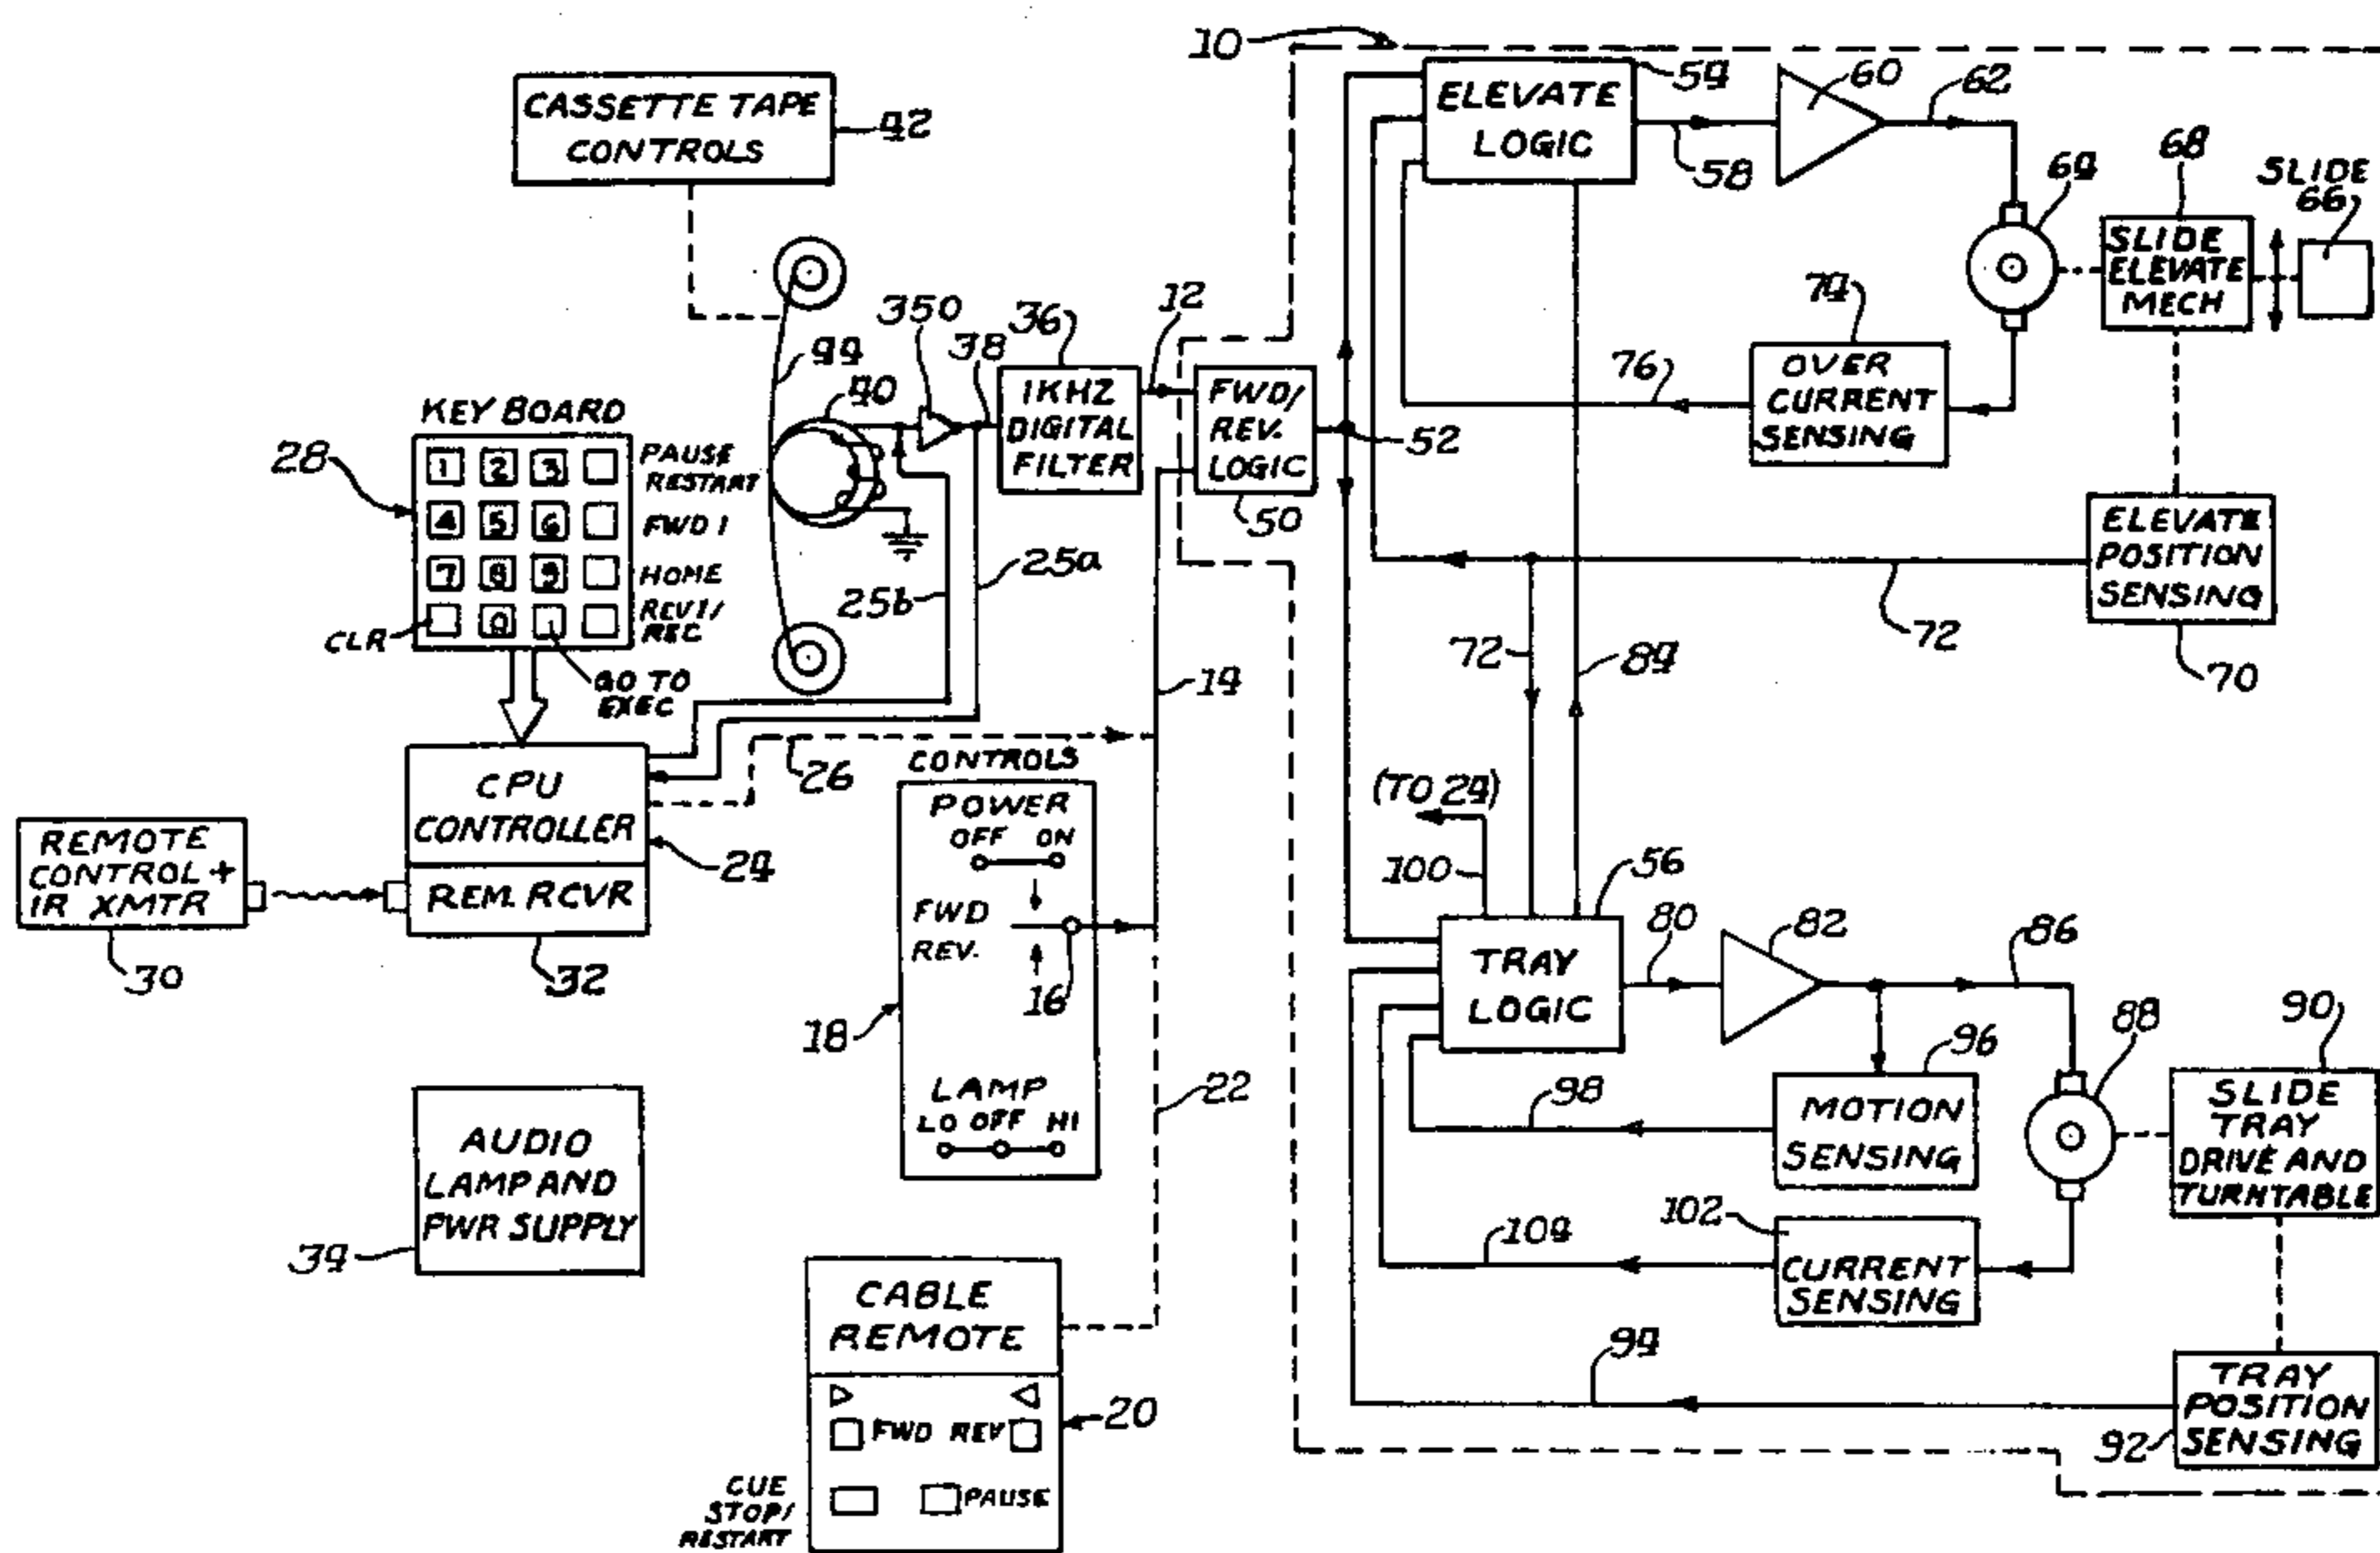 10
CASSETTE TAPE
CONTROLS
42
ELEVATE
LOGIC
54
58
60
62
64
68
SLIDE
66
SLIDE
ELEVATE
MECH
74
OVER
CURRENT
SENSING
76
350
38
36
12
44
40
1KHZ
DIGITAL
FILTER
FWD/
REV.
LOGIC
50
52
KEY BOARD
28
1 2 3
PAUSE
RESTART
4 5 6
FWD 1
7 8 9
HOME
CLR
0
REV 1/
REC
GO TO
EXEC
25b
25a
ELEVATE
POSITION
SENSING
70
72
72
84
14
26
CPU
CONTROLLER
24
REM. RCVR
32
REMOTE
CONTROL +
IR XMTR
30
CONTROLS
POWER
OFF ON
FWD
REV.
16
18
LAMP
LO OFF HI
22
(TO 24)
100
56
TRAY
LOGIC
80
82
86
88
90
SLIDE
TRAY
DRIVE AND
TURNTABLE
96
MOTION
SENSING
98
102
CURRENT
SENSING
104
94
TRAY
POSITION
SENSING
92
AUDIO
LAMP AND
PWR SUPPLY
34
CABLE
REMOTE
20
FWD REV
CUE
STOP/
RESTART
PAUSE